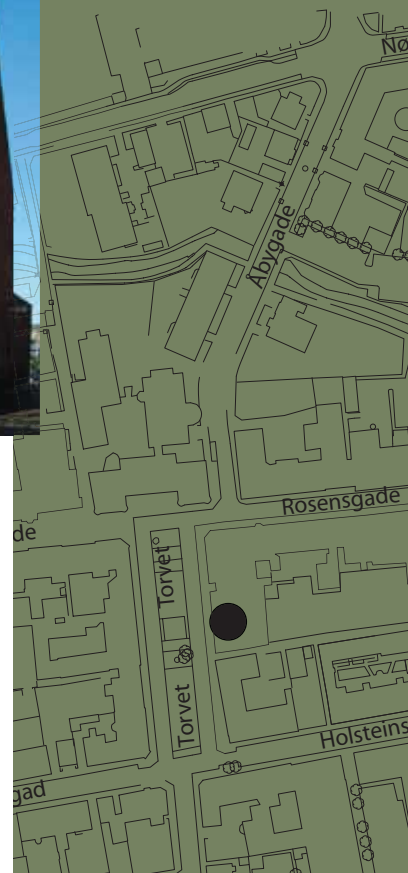 Nø
Åbygade
Rosensgade
de
Torvet
Torvet
Holsteins
gad